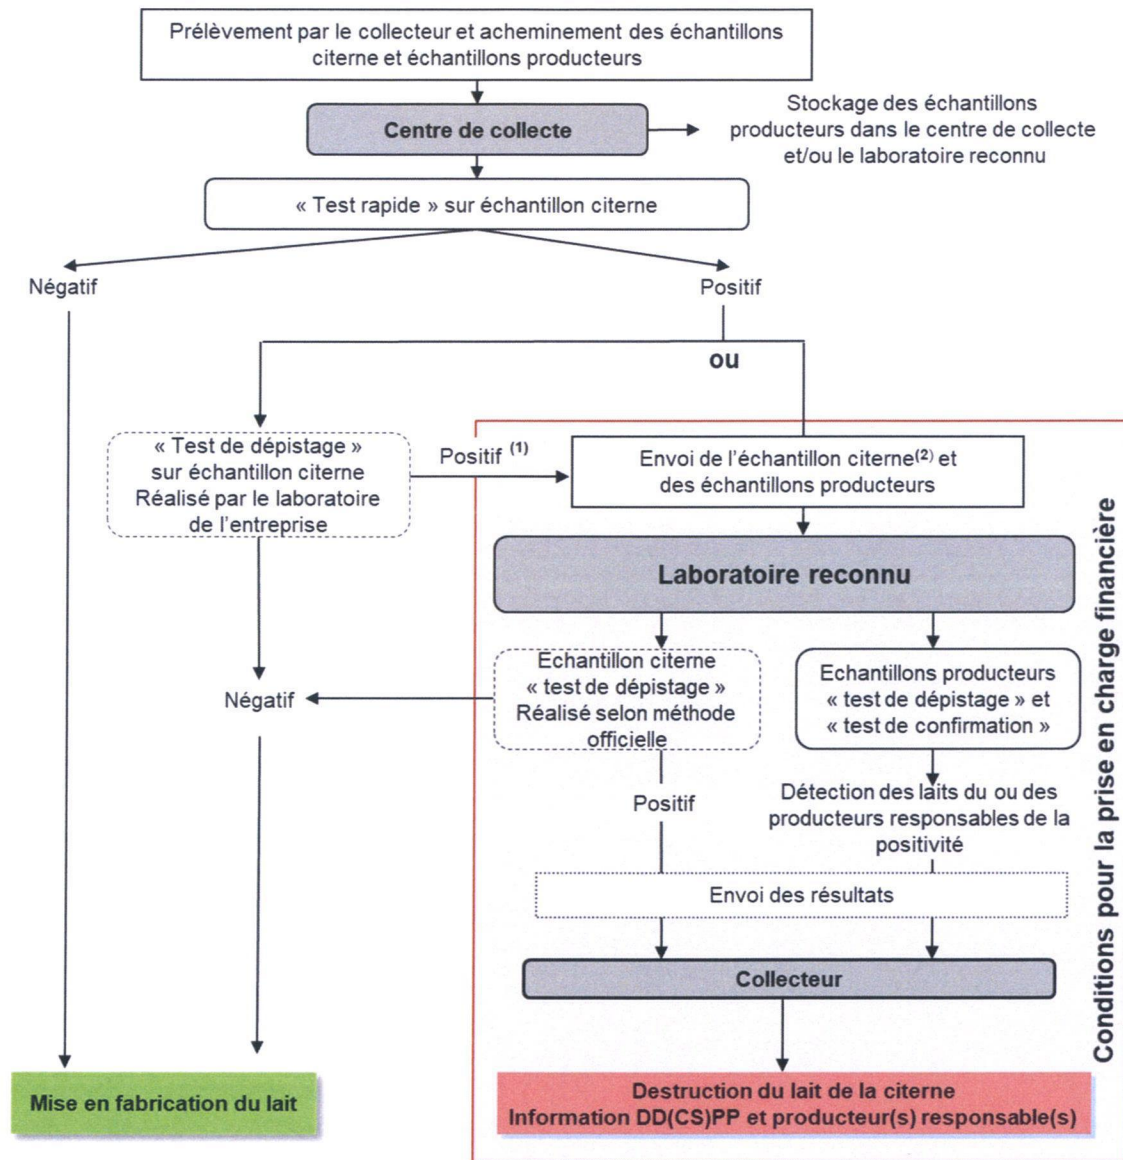 Prélèvement par le collecteur et acheminement des échantillons
citerne et échantillons producteurs
Centre de collecte
Stockage des échantillons
producteurs dans le centre de collecte
et/ou le laboratoire reconnu
« Test rapide » sur échantillon citerne
Négatif
Positif
ou
« Test de dépistage »
sur échantillon citerne
Réalisé par le laboratoire
de l'entreprise
Positif (1)
Envoi de l'échantillon citerne(2) et
des échantillons producteurs
Laboratoire reconnu
Echantillon citerne
« test de dépistage »
Réalisé selon méthode
officielle
Echantillons producteurs
« test de dépistage » et
« test de confirmation »
Négatif
Positif
Détection des laits du ou des
producteurs responsables de la
positivité
Envoi des résultats
Collecteur
Conditions pour la prise en charge financière
Mise en fabrication du lait
Destruction du lait de la citerne
Information DD(CS)PP et producteur(s) responsable(s)